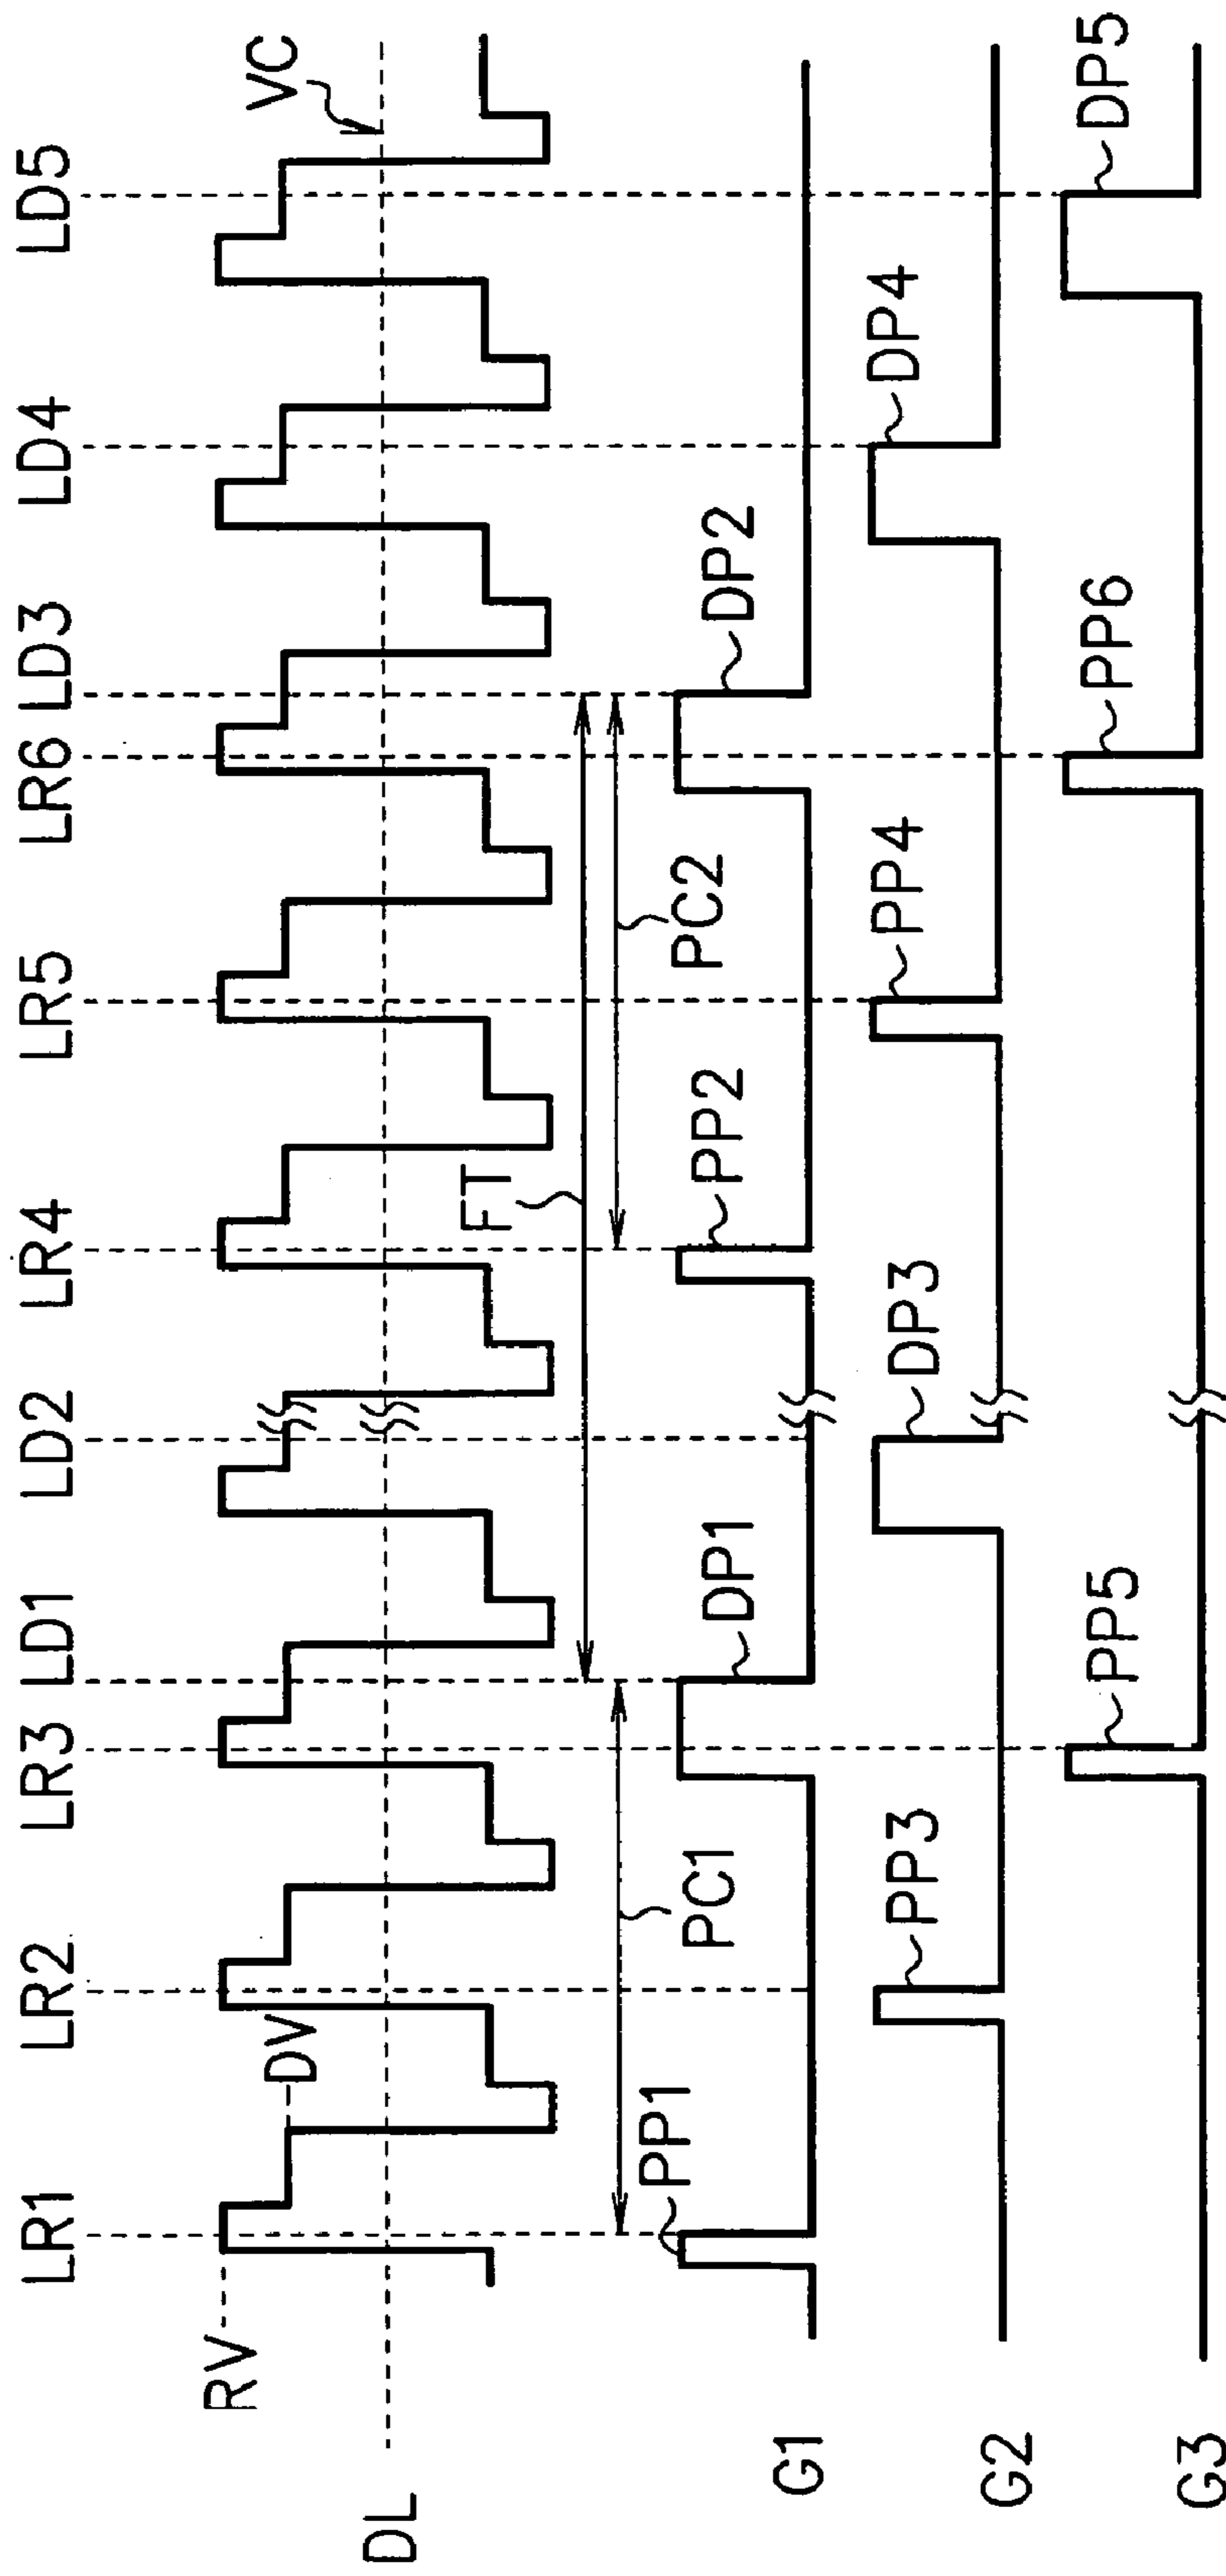 LR1 LR2 LR3 LD1 LD2 LR4 LR5 LR6 LD3 LD4 LD5
RV
DV
VC
DL
FT
PC1 PC2
PP1 DP1 PP2 DP2
G1
PP3 DP3 PP4 DP4
G2
PP5 PP6 DP5
G3